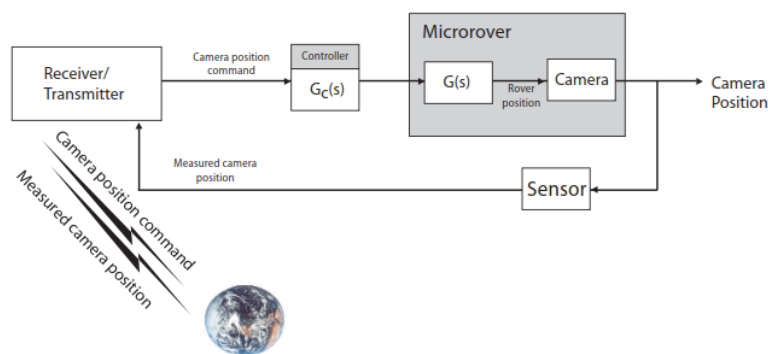 Microrover
Controller
Camera position
command
Receiver/
Transmitter
G_C(s)
G(s)
Rover
position
Camera
Camera
Position
Measured camera
position
Sensor
Camera position command
Measured camera position